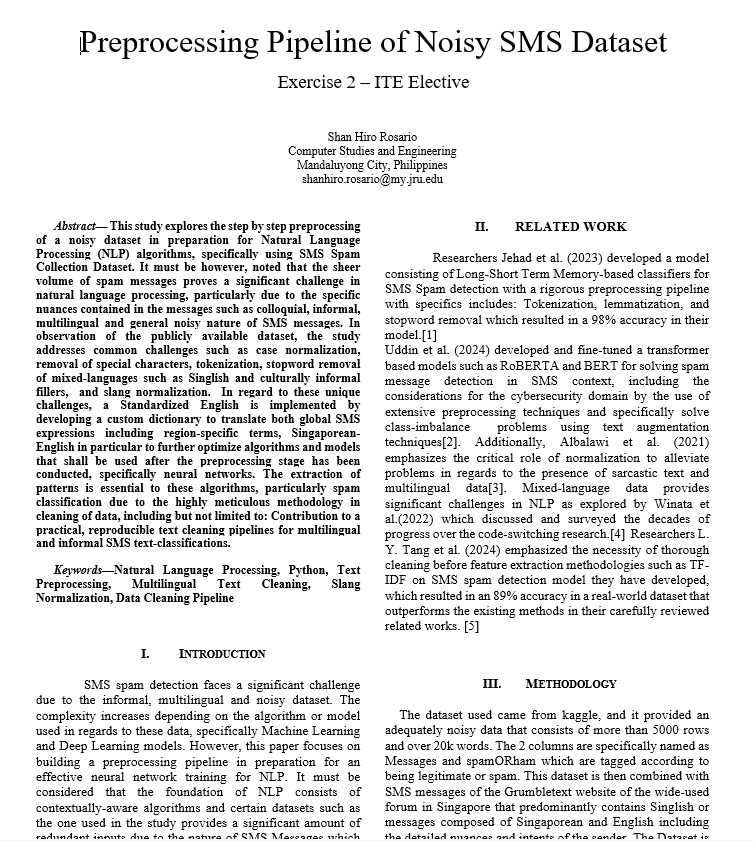 Preprocessing Pipeline of Noisy SMS Dataset
Exercise 2 – ITE Elective
Shan Hiro Rosario
Computer Studies and Engineering
Mandaluyong City, Philippines
shanhiro.rosario@my.jru.edu
Abstract— This study explores the step by step preprocessing
of a noisy dataset in preparation for Natural Language
Processing (NLP) algorithms, specifically using SMS Spam
Collection Dataset. It must be however, noted that the sheer
volume of spam messages proves a significant challenge in
natural language processing, particularly due to the specific
nuances contained in the messages such as colloquial, informal,
multilingual and general noisy nature of SMS messages. In
observation of the publicly available dataset, the study
addresses common challenges such as case normalization,
removal of special characters, tokenization, stopword removal
of mixed-languages such as Singlish and culturally informal
fillers, and slang normalization. In regard to these unique
challenges, a Standardized English is implemented by
developing a custom dictionary to translate both global SMS
expressions including region-specific terms, Singaporean-
English in particular to further optimize algorithms and models
that shall be used after the preprocessing stage has been
conducted, specifically neural networks. The extraction of
patterns is essential to these algorithms, particularly spam
classification due to the highly meticulous methodology in
cleaning of data, including but not limited to: Contribution to a
practical, reproducible text cleaning pipelines for multilingual
and informal SMS text-classifications.
Keywords—Natural Language Processing, Python, Text
Preprocessing, Multilingual Text Cleaning, Slang
Normalization, Data Cleaning Pipeline
I. INTRODUCTION
SMS spam detection faces a significant challenge
due to the informal, multilingual and noisy dataset. The
complexity increases depending on the algorithm or model
used in regards to these data, specifically Machine Learning
and Deep Learning models. However, this paper focuses on
building a preprocessing pipeline in preparation for an
effective neural network training for NLP. It must be
considered that the foundation of NLP consists of
contextually-aware algorithms and certain datasets such as
the one used in the study provides a significant amount of
redundant inputs due to the nature of SMS Messages which
II. RELATED WORK
Researchers Jehad et al. (2023) developed a model
consisting of Long-Short Term Memory-based classifiers for
SMS Spam detection with a rigorous preprocessing pipeline
with specifics includes: Tokenization, lemmatization, and
stopword removal which resulted in a 98% accuracy in their
model.[1]
Uddin et al. (2024) developed and fine-tuned a transformer
based models such as RoBERTA and BERT for solving spam
message detection in SMS context, including the
considerations for the cybersecurity domain by the use of
extensive preprocessing techniques and specifically solve
class-imbalance problems using text augmentation
techniques[2]. Additionally, Albalawi et al. (2021)
emphasizes the critical role of normalization to alleviate
problems in regards to the presence of sarcastic text and
multilingual data[3]. Mixed-language data provides
significant challenges in NLP as explored by Winata et
al.(2022) which discussed and surveyed the decades of
progress over the code-switching research.[4] Researchers L.
Y. Tang et al. (2024) emphasized the necessity of thorough
cleaning before feature extraction methodologies such as TF-
IDF on SMS spam detection model they have developed,
which resulted in an 89% accuracy in a real-world dataset that
outperforms the existing methods in their carefully reviewed
related works. [5]
III. METHODOLOGY
The dataset used came from kaggle, and it provided an
adequately noisy data that consists of more than 5000 rows
and over 20k words. The 2 columns are specifically named as
Messages and spamORham which are tagged according to
being legitimate or spam. This dataset is then combined with
SMS messages of the Grumbletext website of the wide-used
forum in Singapore that predominantly contains Singlish or
messages composed of Singaporean and English including
the detailed nuances and intents of the sender. The Dataset is